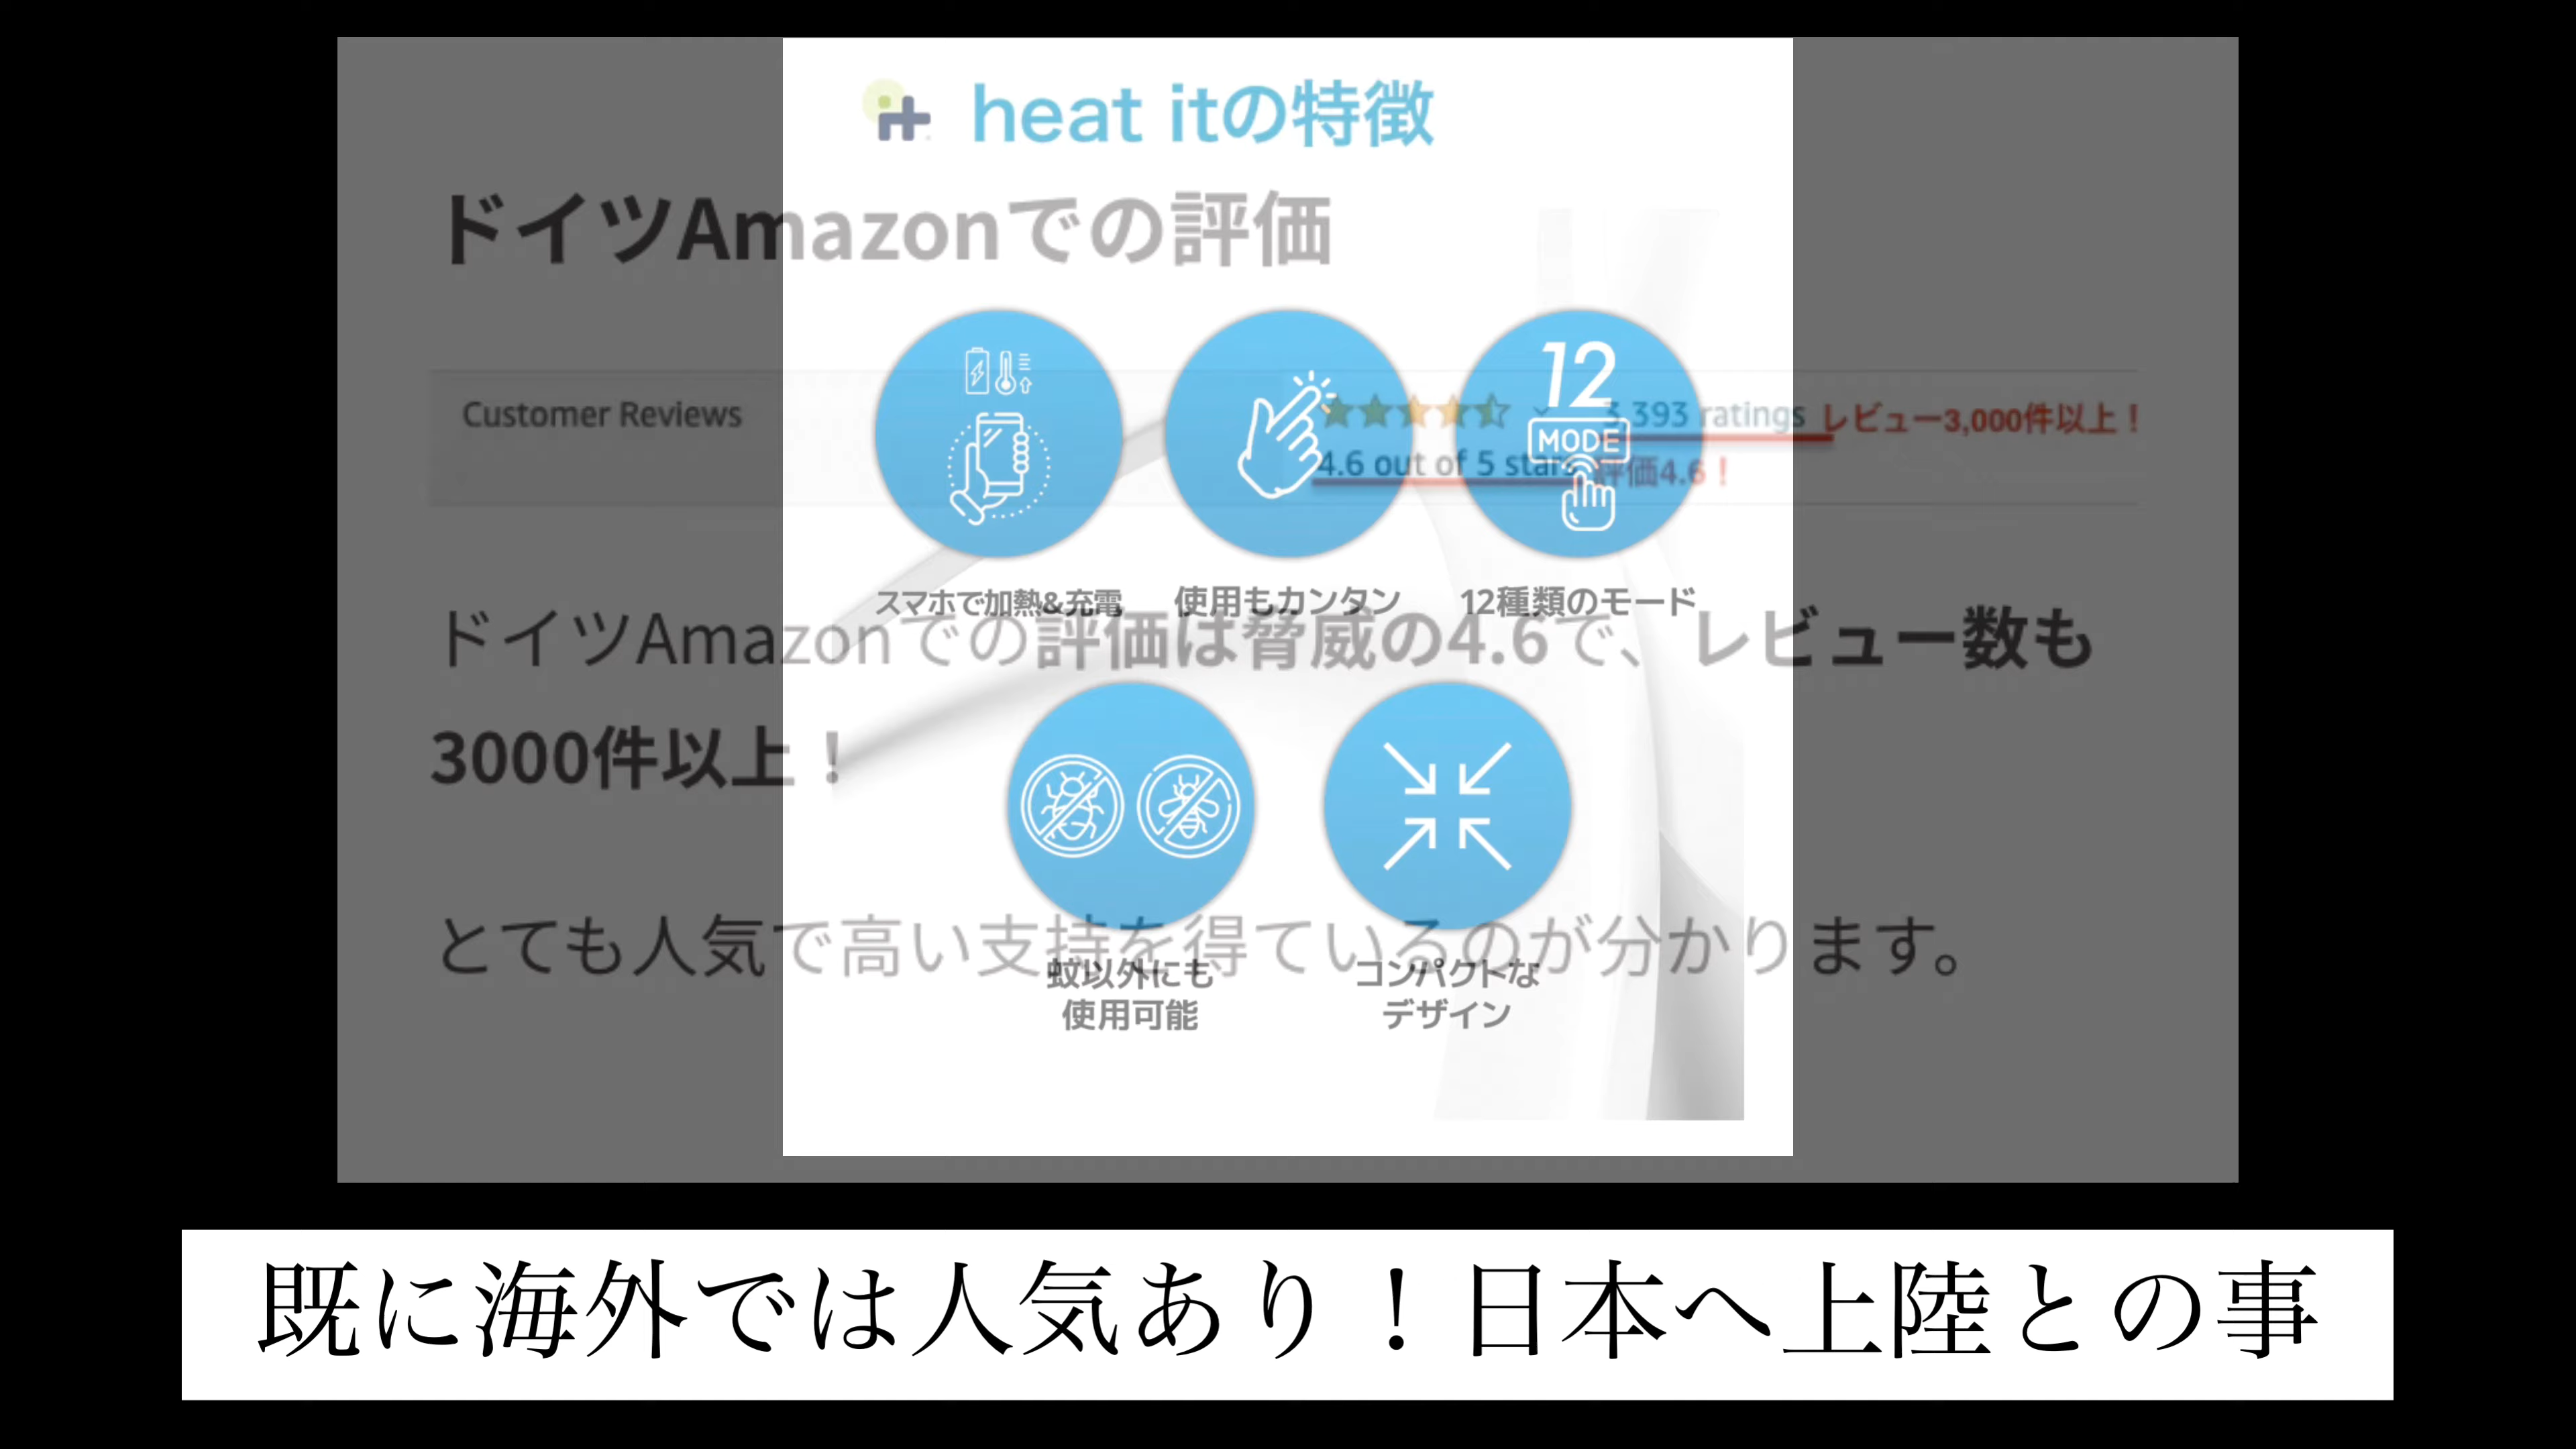 heat itの特徴
ドイツAmazonでの評価
Customer Reviews
3,393 ratings レビュー3,000件以上！
4.6 out of 5 stars 評価4.6！
12
MODE
スマホで加熱&充電
使用もカンタン
12種類のモード
ドイツAmazonでの評価は脅威の4.6で、レビュー数も
3000件以上！
とても人気で高い支持を得ているのが分かります。
蚊以外にも
使用可能
コンパクトな
デザイン
既に海外では人気あり！日本へ上陸との事